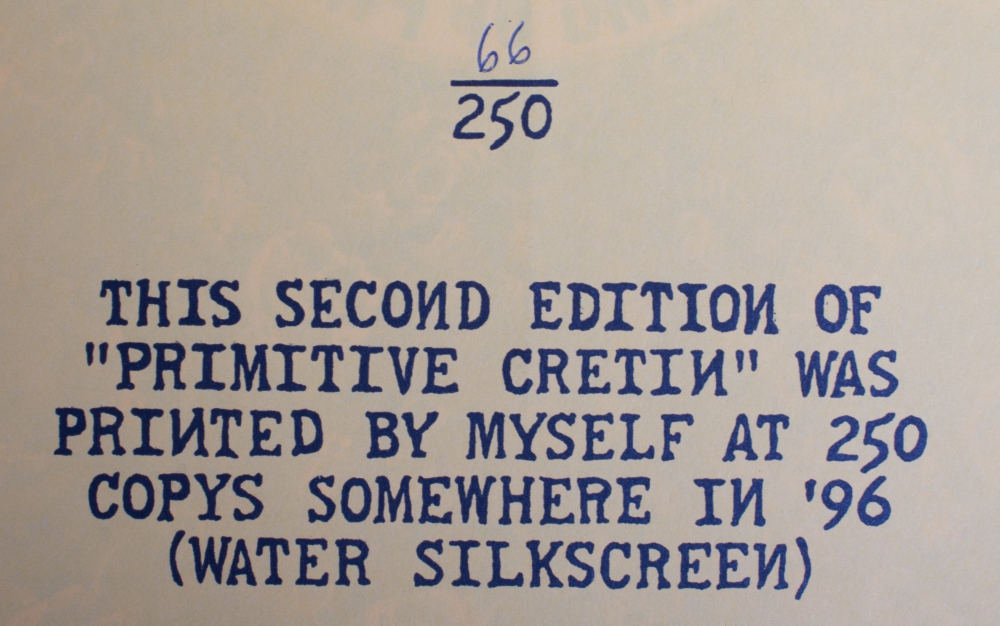 66
250
THIS SECOND EDITION OF
"PRIMITIVE CRETIN" WAS
PRINTED BY MYSELF AT 250
COPYS SOMEWHERE IN '96
(WATER SILKSCREEN)